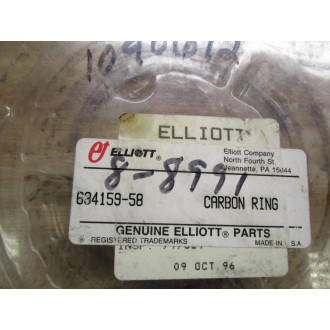 ELLIOTT
ELLIOTT®
Elliott Company
North Fourth St.
Jeannette, PA 15644
8-8991
634159-58 CARBON RING
GENUINE ELLIOTT® PARTS
® REGISTERED TRADEMARKS MADE IN U.S.A.
09 OCT 96